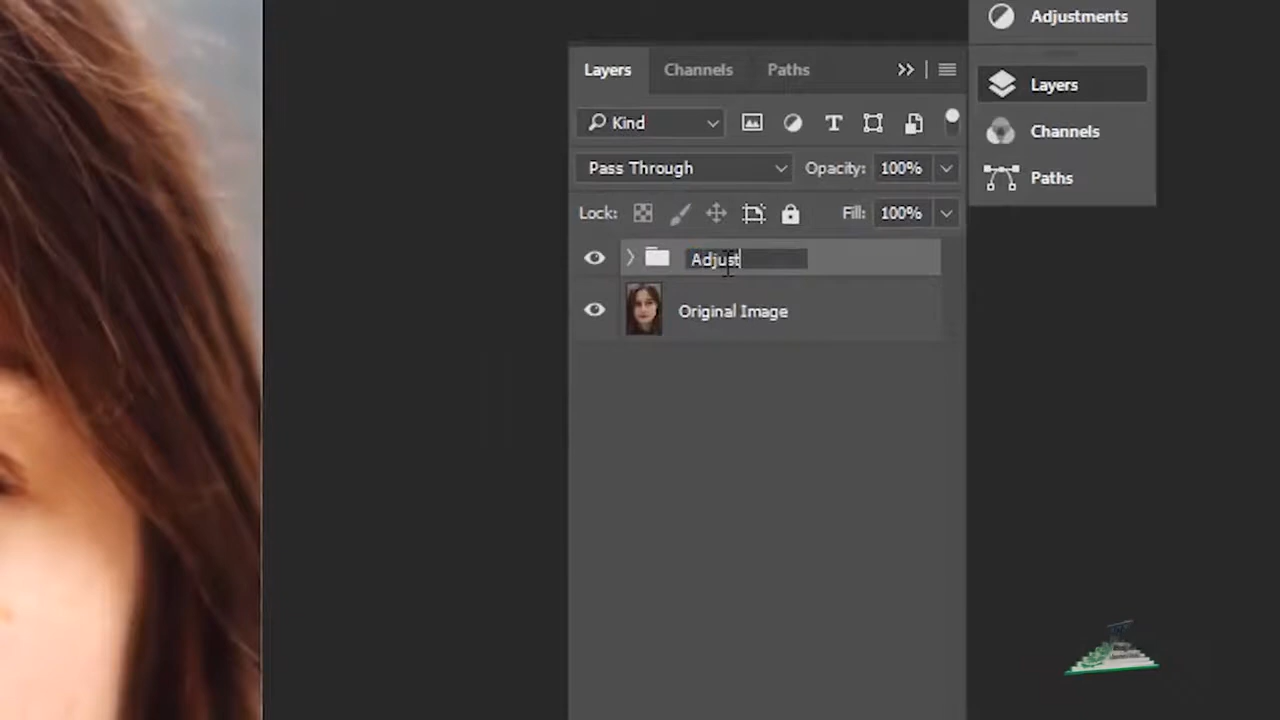 Adjustments
Layers Channels Paths
Layers
Kind
Channels
Pass Through Opacity: 100%
Paths
Lock: Fill: 100%
Adjust
Original Image